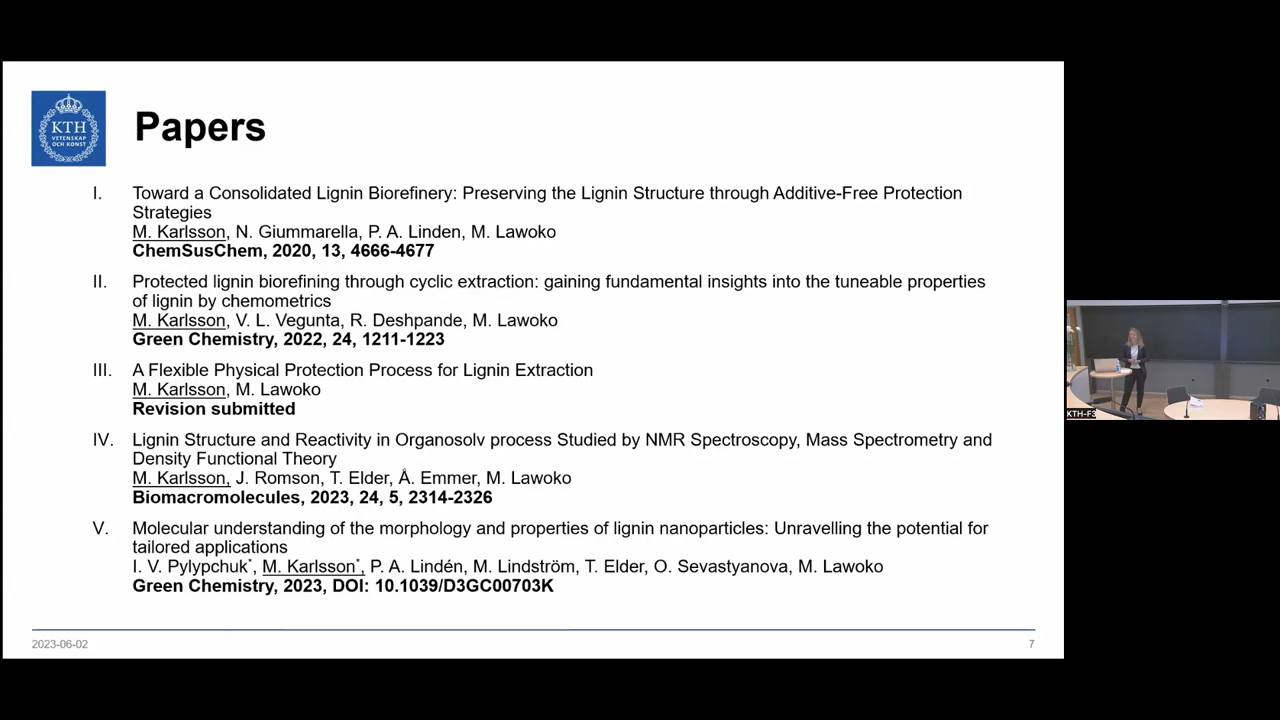 KTH
VETENSKAP
OCH KONST
Papers
I. Toward a Consolidated Lignin Biorefinery: Preserving the Lignin Structure through Additive-Free Protection
Strategies
M. Karlsson, N. Giummarella, P. A. Linden, M. Lawoko
ChemSusChem, 2020, 13, 4666-4677
II. Protected lignin biorefining through cyclic extraction: gaining fundamental insights into the tuneable properties
of lignin by chemometrics
M. Karlsson, V. L. Vegunta, R. Deshpande, M. Lawoko
Green Chemistry, 2022, 24, 1211-1223
III. A Flexible Physical Protection Process for Lignin Extraction
M. Karlsson, M. Lawoko
Revision submitted
IV. Lignin Structure and Reactivity in Organosolv process Studied by NMR Spectroscopy, Mass Spectrometry and
Density Functional Theory
M. Karlsson, J. Romson, T. Elder, Å. Emmer, M. Lawoko
Biomacromolecules, 2023, 24, 5, 2314-2326
V. Molecular understanding of the morphology and properties of lignin nanoparticles: Unravelling the potential for
tailored applications
I. V. Pylypchuk*, M. Karlsson*, P. A. Lindén, M. Lindström, T. Elder, O. Sevastyanova, M. Lawoko
Green Chemistry, 2023, DOI: 10.1039/D3GC00703K
2023-06-02
7
KTH-F3